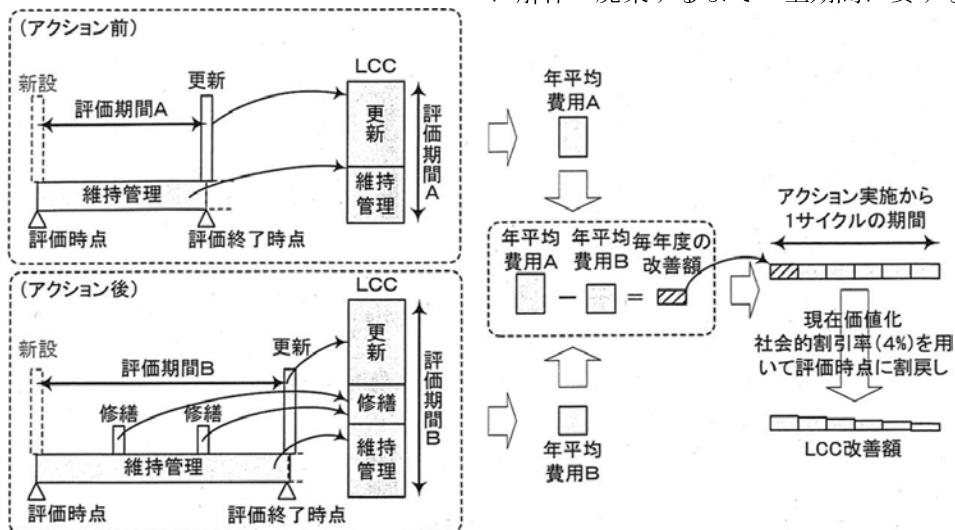 (アクション前)
新設
評価期間A
更新
維持管理
評価時点
評価終了時点
LCC
更新
維持
管理
評価期間A
(アクション後)
新設
評価期間B
更新
修繕
修繕
維持管理
評価時点
評価終了時点
LCC
更新
修繕
維持
管理
評価期間B
年平均
費用A
年平均
費用A
年平均
費用B
毎年度の
改善額
−
=
年平均
費用B
アクション実施から
1サイクルの期間
現在価値化
社会的割引率(4%)を用
いて評価時点に割戻し
LCC改善額